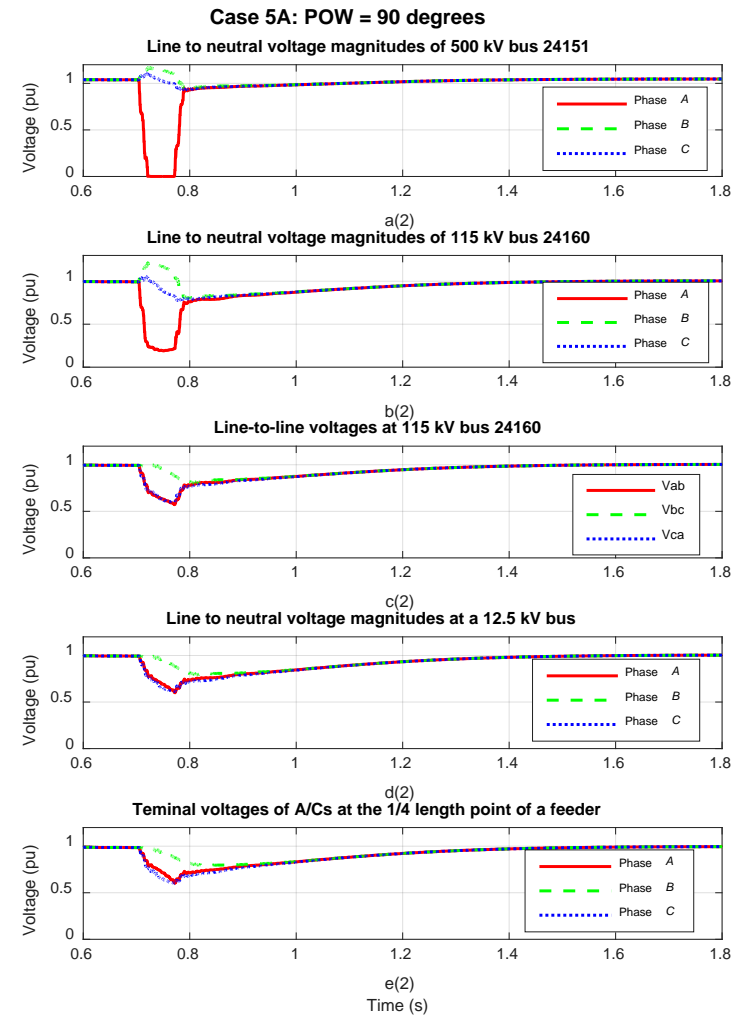 Case 5A: POW = 90 degrees
Line to neutral voltage magnitudes of 500 kV bus 24151
Voltage (pu)
1
0.5
0
Phase A
Phase B
Phase C
0.6 0.8 1 1.2 1.4 1.6 1.8
a(2)
Line to neutral voltage magnitudes of 115 kV bus 24160
Voltage (pu)
1
0.5
0
Phase A
Phase B
Phase C
0.6 0.8 1 1.2 1.4 1.6 1.8
b(2)
Line-to-line voltages at 115 kV bus 24160
Voltage (pu)
1
0.5
0
Vab
Vbc
Vca
0.6 0.8 1 1.2 1.4 1.6 1.8
c(2)
Line to neutral voltage magnitudes at a 12.5 kV bus
Voltage (pu)
1
0.5
0
Phase A
Phase B
Phase C
0.6 0.8 1 1.2 1.4 1.6 1.8
d(2)
Teminal voltages of A/Cs at the 1/4 length point of a feeder
Voltage (pu)
1
0.5
0
Phase A
Phase B
Phase C
0.6 0.8 1 1.2 1.4 1.6 1.8
e(2)
Time (s)